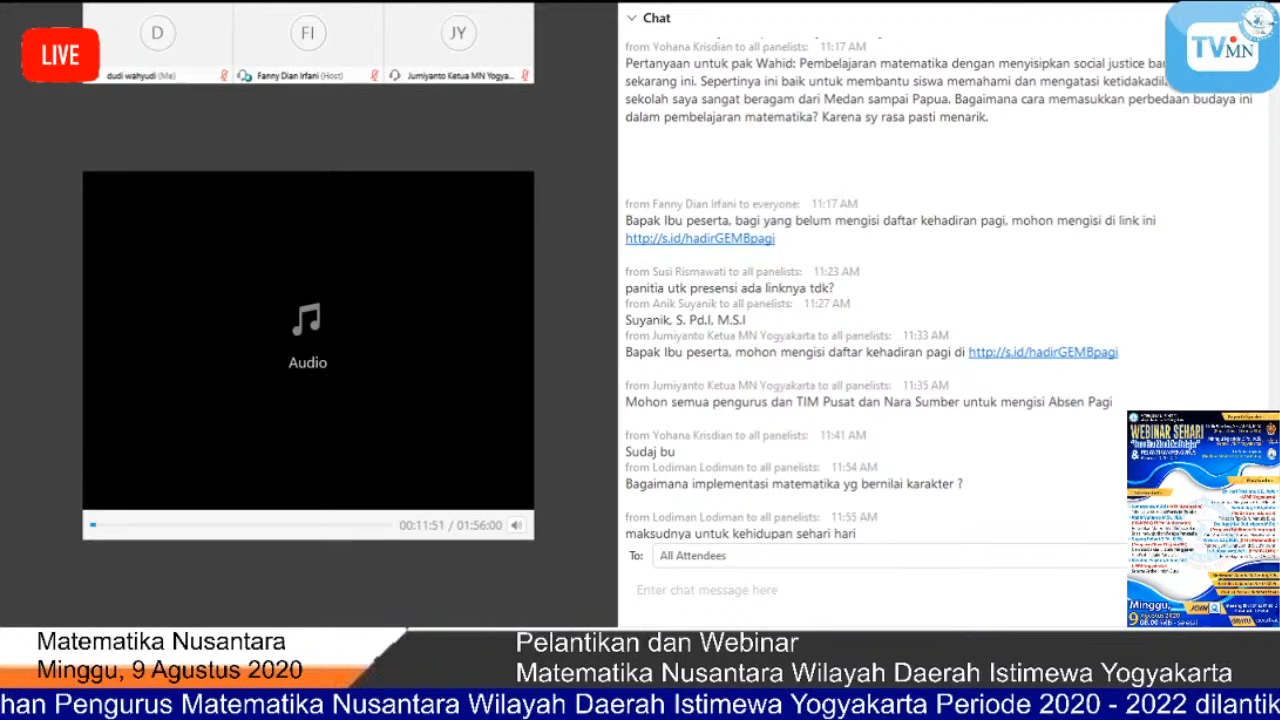 LIVE
D
FI
JY
dudi wahyudi (Me)
Fanny Dian Irfani (Host)
Jumiyanto Ketua MN Yogya...
Audio
00:11:51 / 01:56:00
Chat
from Yohana Krisdian to all panelists: 11:17 AM
Pertanyaan untuk pak Wahid: Pembelajaran matematika dengan menyisipkan social justice
sekarang ini. Sepertinya ini baik untuk membantu siswa memahami dan mengatasi
sekolah saya sangat beragam dari Medan sampai Papua. Bagaimana cara memasukkan perbedaan budaya ini
dalam pembelajaran matematika? Karena sy rasa pasti menarik.
from Fanny Dian Irfani to everyone: 11:17 AM
Bapak Ibu peserta, bagi yang belum mengisi daftar kehadiran pagi, mohon mengisi di link ini
http://s.id/hadirGEMBpagi
from Susi Rismawati to all panelists: 11:23 AM
panitia utk presensi ada linknya tdk?
from Anik Suyanik to all panelists: 11:27 AM
Suyanik, S. Pd.I, M.S.I
from Jumiyanto Ketua MN Yogyakarta to all panelists: 11:33 AM
Bapak Ibu peserta, mohon mengisi daftar kehadiran pagi di http://s.id/hadirGEMBpagi
from Jumiyanto Ketua MN Yogyakarta to all panelists: 11:35 AM
Mohon semua pengurus dan TIM Pusat dan Nara Sumber untuk mengisi Absen Pagi
from Yohana Krisdian to all panelists: 11:41 AM
Sudaj bu
from Lodiman Lodiman to all panelists: 11:54 AM
Bagaimana implementasi matematika yg bernilai karakter ?
from Lodiman Lodiman to all panelists: 11:55 AM
maksudnya untuk kehidupan sehari hari
To: All Attendees
Enter chat message here
TVMN
WEBINAR SEHARI
Minggu,
9 Agustus 2020
JOIN
Matematika Nusantara
Minggu, 9 Agustus 2020
Pelantikan dan Webinar
Matematika Nusantara Wilayah Daerah Istimewa Yogyakarta
han Pengurus Matematika Nusantara Wilayah Daerah Istimewa Yogyakarta Periode 2020 - 2022 dilantik